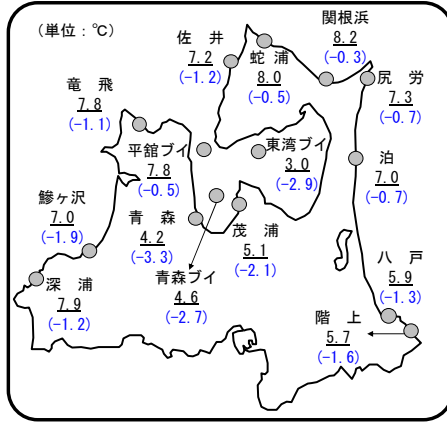 （単位：℃）
関根浜
8.2
(-0.3)
佐　井
7.2
(-1.2)
蛇　浦
8.0
(-0.5)
尻　労
7.3
(-0.7)
竜　飛
7.8
(-1.1)
平舘ブイ
7.8
(-0.5)
東湾ブイ
3.0
(-2.9)
泊
7.0
(-0.7)
鰺ヶ沢
7.0
(-1.9)
青　森
4.2
(-3.3)
茂　浦
5.1
(-2.1)
青森ブイ
4.6
(-2.7)
八　戸
5.9
(-1.3)
深　浦
7.9
(-1.2)
階　上
5.7
(-1.6)